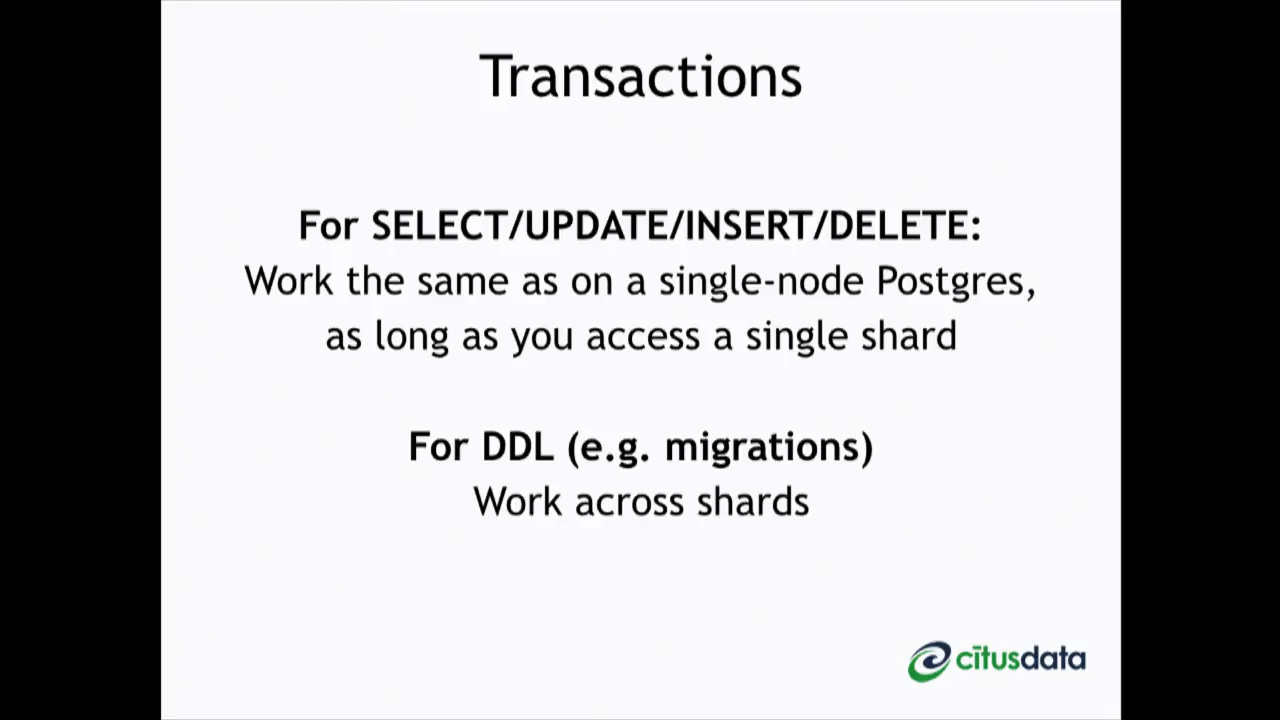 Transactions
For SELECT/UPDATE/INSERT/DELETE:
Work the same as on a single-node Postgres,
as long as you access a single shard
For DDL (e.g. migrations)
Work across shards
cītusdata